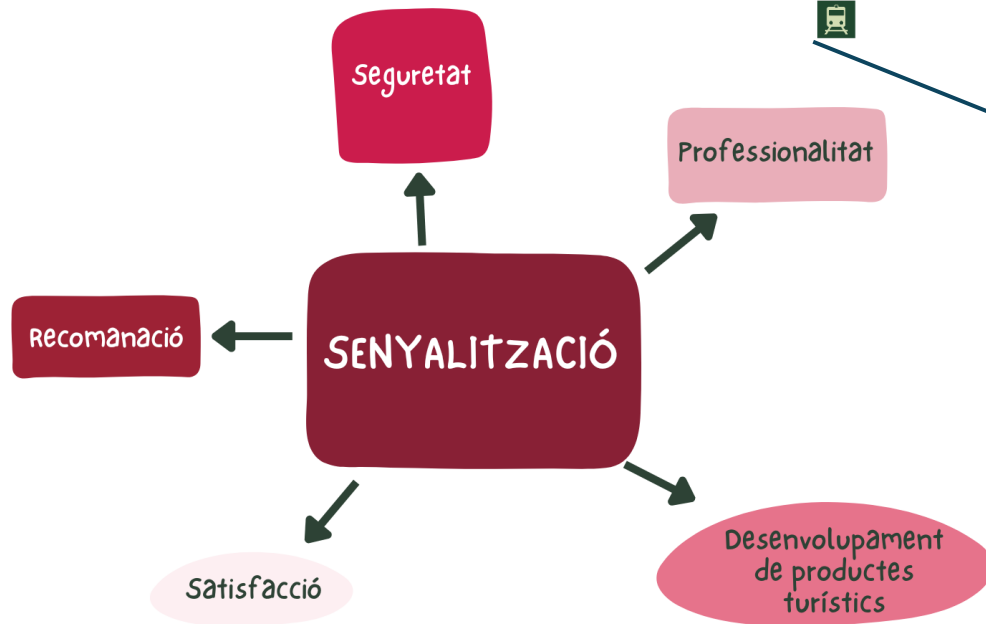 Seguretat
Professionalitat
Recomanació
SENYALITZACIÓ
Satisfacció
Desenvolupament
de productes
turístics